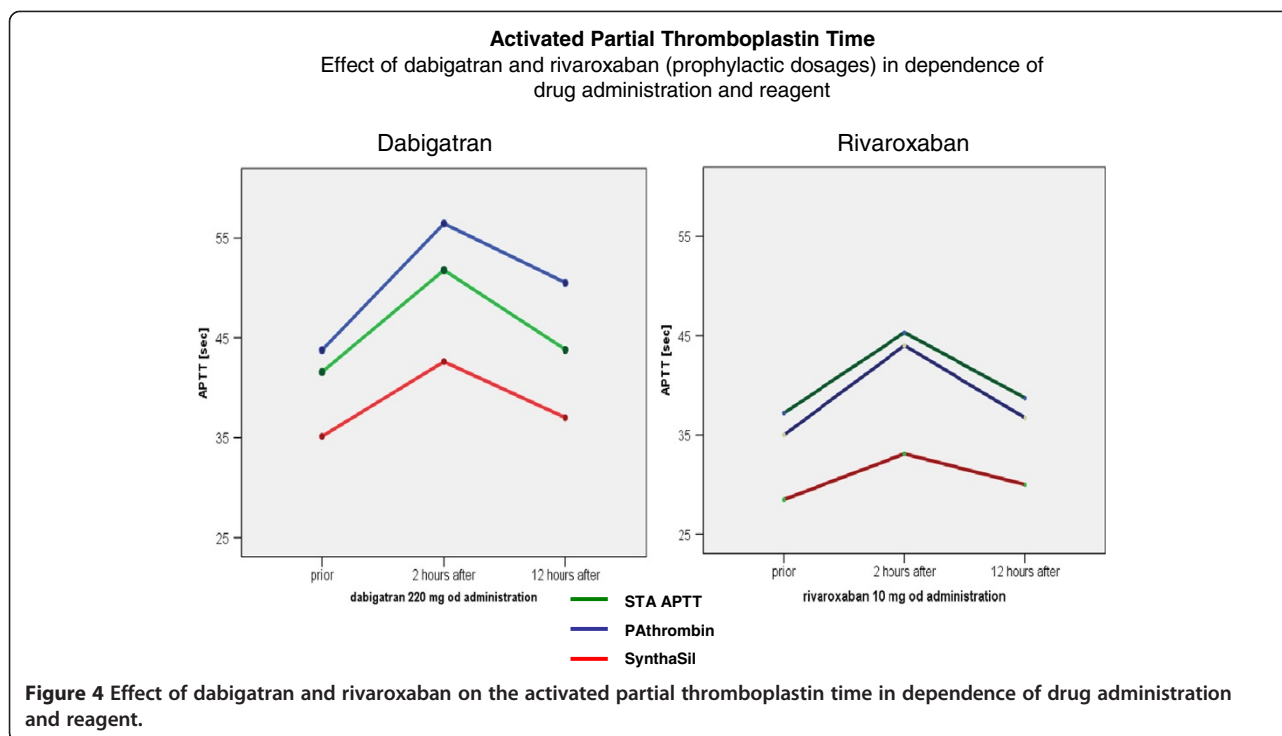 Activated Partial Thromboplastin Time
Effect of dabigatran and rivaroxaban (prophylactic dosages) in dependence of
drug administration and reagent
Dabigatran
APTT [sec]
55
45
35
25
prior
2 hours after
12 hours after
dabigatran 220 mg od administration
Rivaroxaban
APTT [sec]
55
45
35
25
prior
2 hours after
12 hours after
rivaroxaban 10 mg od administration
STA APTT
PAthrombin
SynthaSil
Figure 4 Effect of dabigatran and rivaroxaban on the activated partial thromboplastin time in dependence of drug administration
and reagent.